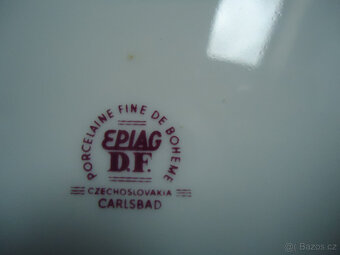 PORCELAINE FINE DE BOHEME
EPIAG
D.F.
CZECHOSLOVAKIA
CARLSBAD
Bazos.cz